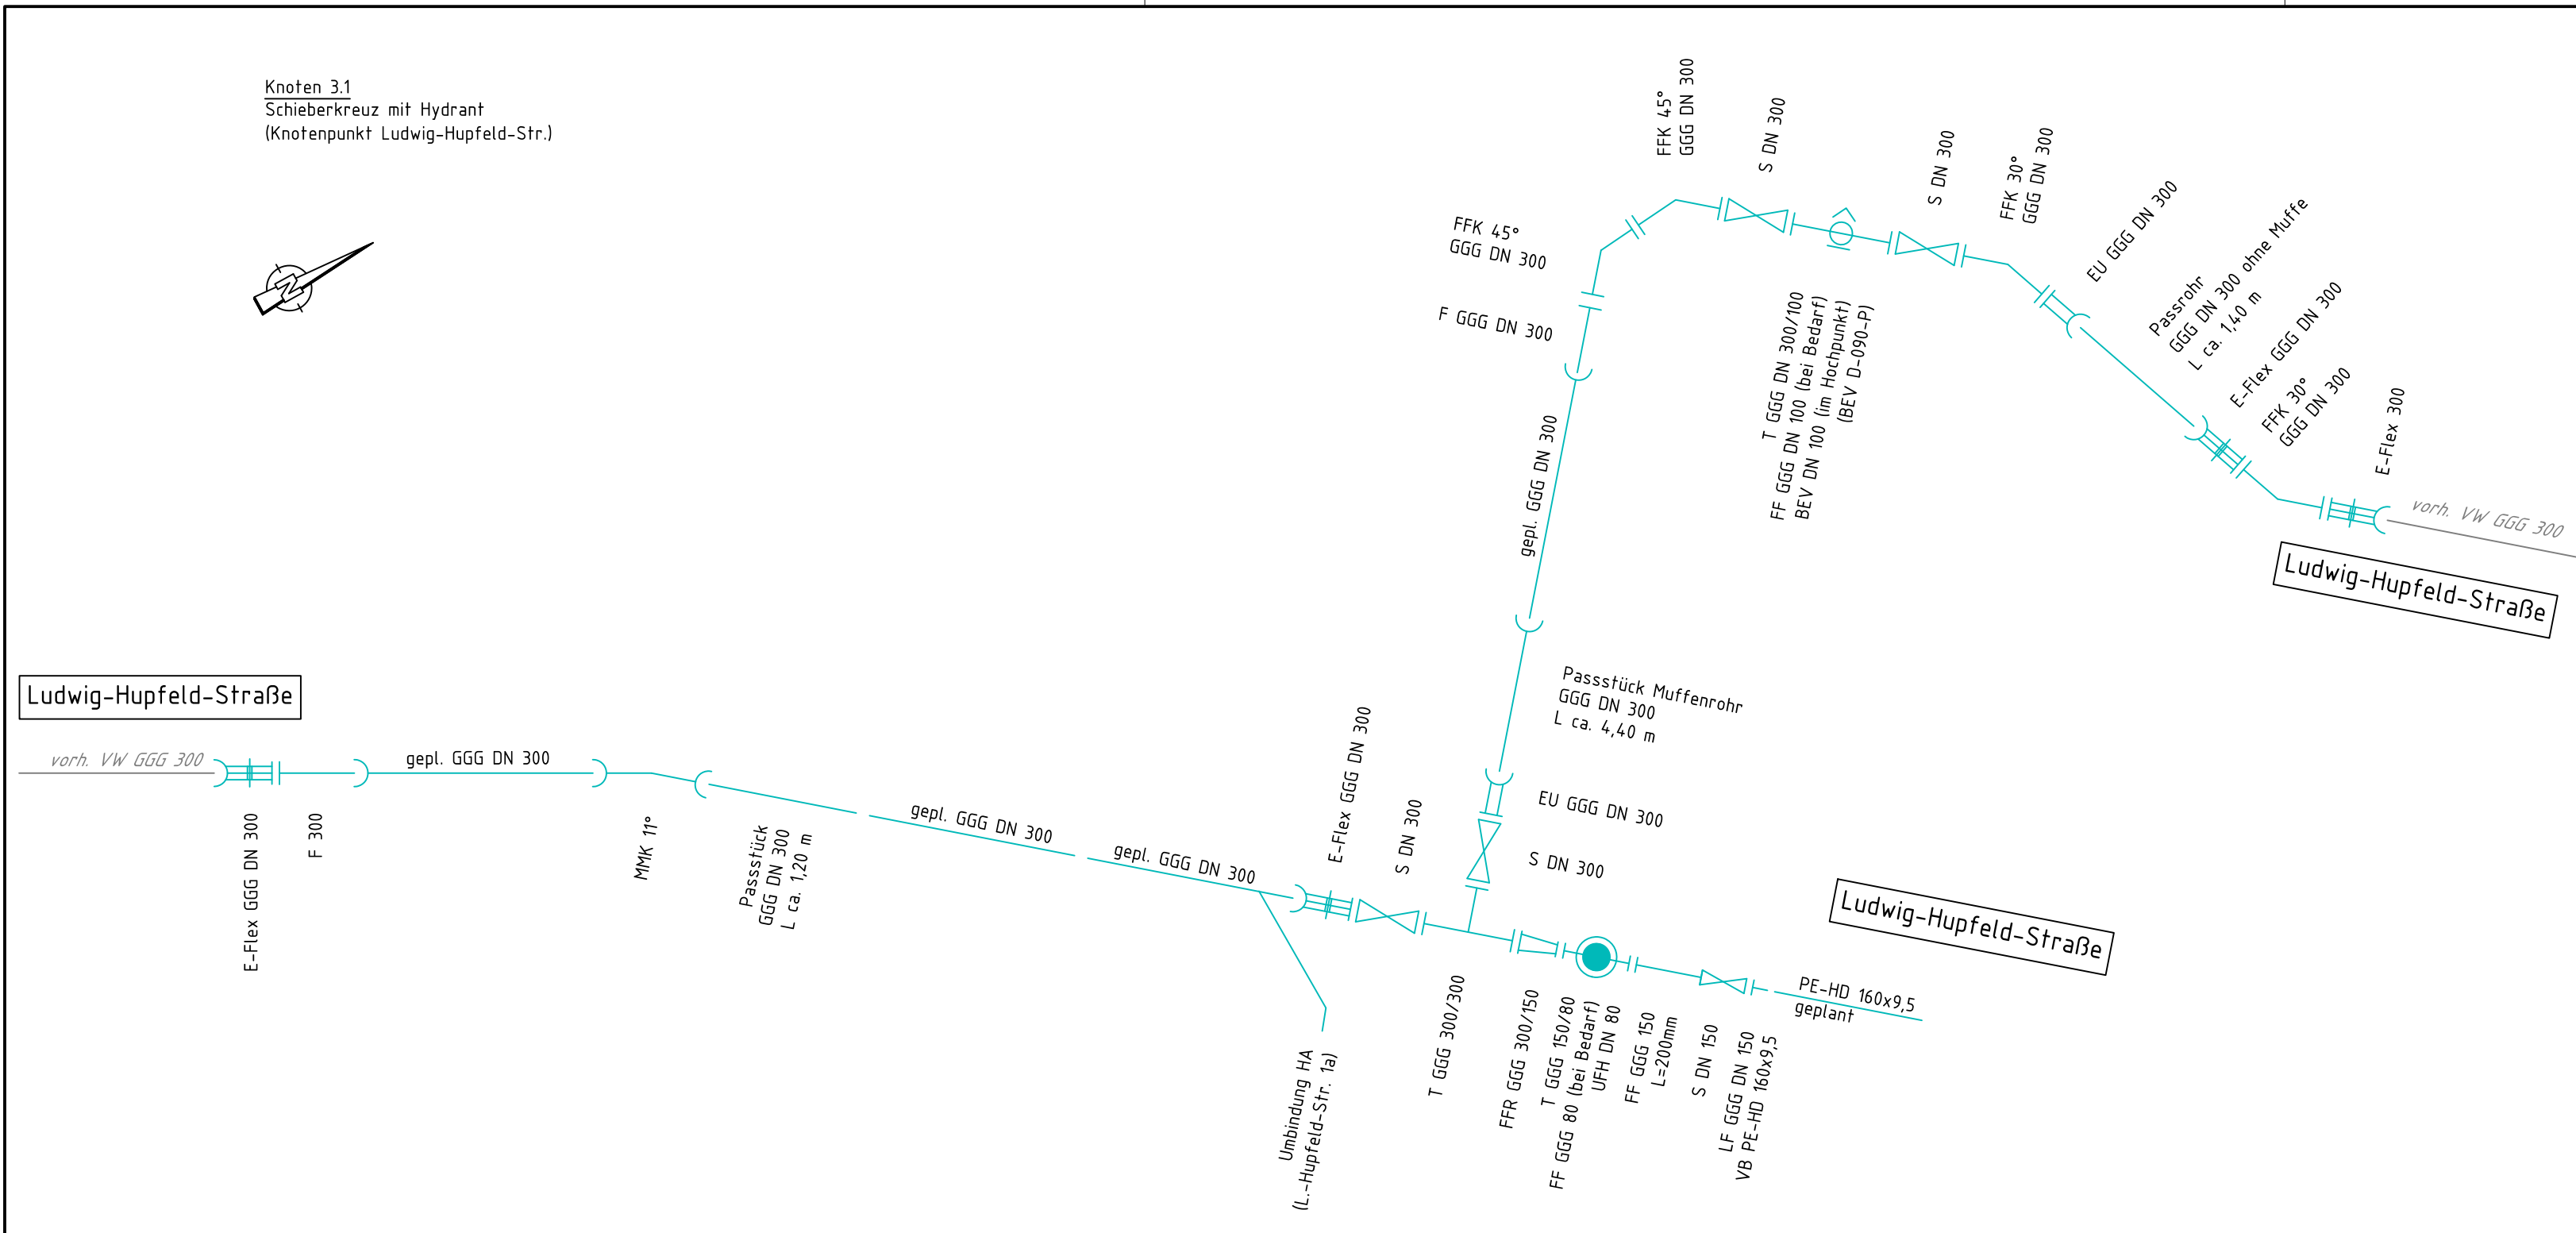 Knoten 3.1
Schieberkreuz mit Hydrant
(Knotenpunkt Ludwig-Hupfeld-Str.)
N
FFK 45°
GGG DN 300
S DN 300
S DN 300
FFK 30°
GGG DN 300
EU GGG DN 300
Passrohr
GGG DN 300 ohne Muffe
L ca. 1,40 m
E-Flex GGG DN 300
FFK 30°
GGG DN 300
E-Flex 300
vorh. VW GGG 300
Ludwig-Hupfeld-Straße
FFK 45°
GGG DN 300
F GGG DN 300
T GGG DN 300/100
FF GGG DN 100 (bei Bedarf)
BEV DN 100 (im Hochpunkt)
(BEV D-090-P)
gepl. GGG DN 300
Passstück Muffenrohr
GGG DN 300
L ca. 4,40 m
EU GGG DN 300
S DN 300
Ludwig-Hupfeld-Straße
vorh. VW GGG 300
E-Flex GGG DN 300
F 300
gepl. GGG DN 300
MMK 11°
Passstück
GGG DN 300
L ca. 1,20 m
gepl. GGG DN 300
gepl. GGG DN 300
E-Flex GGG DN 300
S DN 300
Umbindung HA
(L.-Hupfeld-Str. 1a)
T GGG 300/300
FFR GGG 300/150
T GGG 150/80
FF GGG 80 (bei Bedarf)
UFH DN 80
FF GGG 150
L=200mm
S DN 150
LF GGG DN 150
VB PE-HD 160x9,5
PE-HD 160x9,5
geplant
Ludwig-Hupfeld-Straße